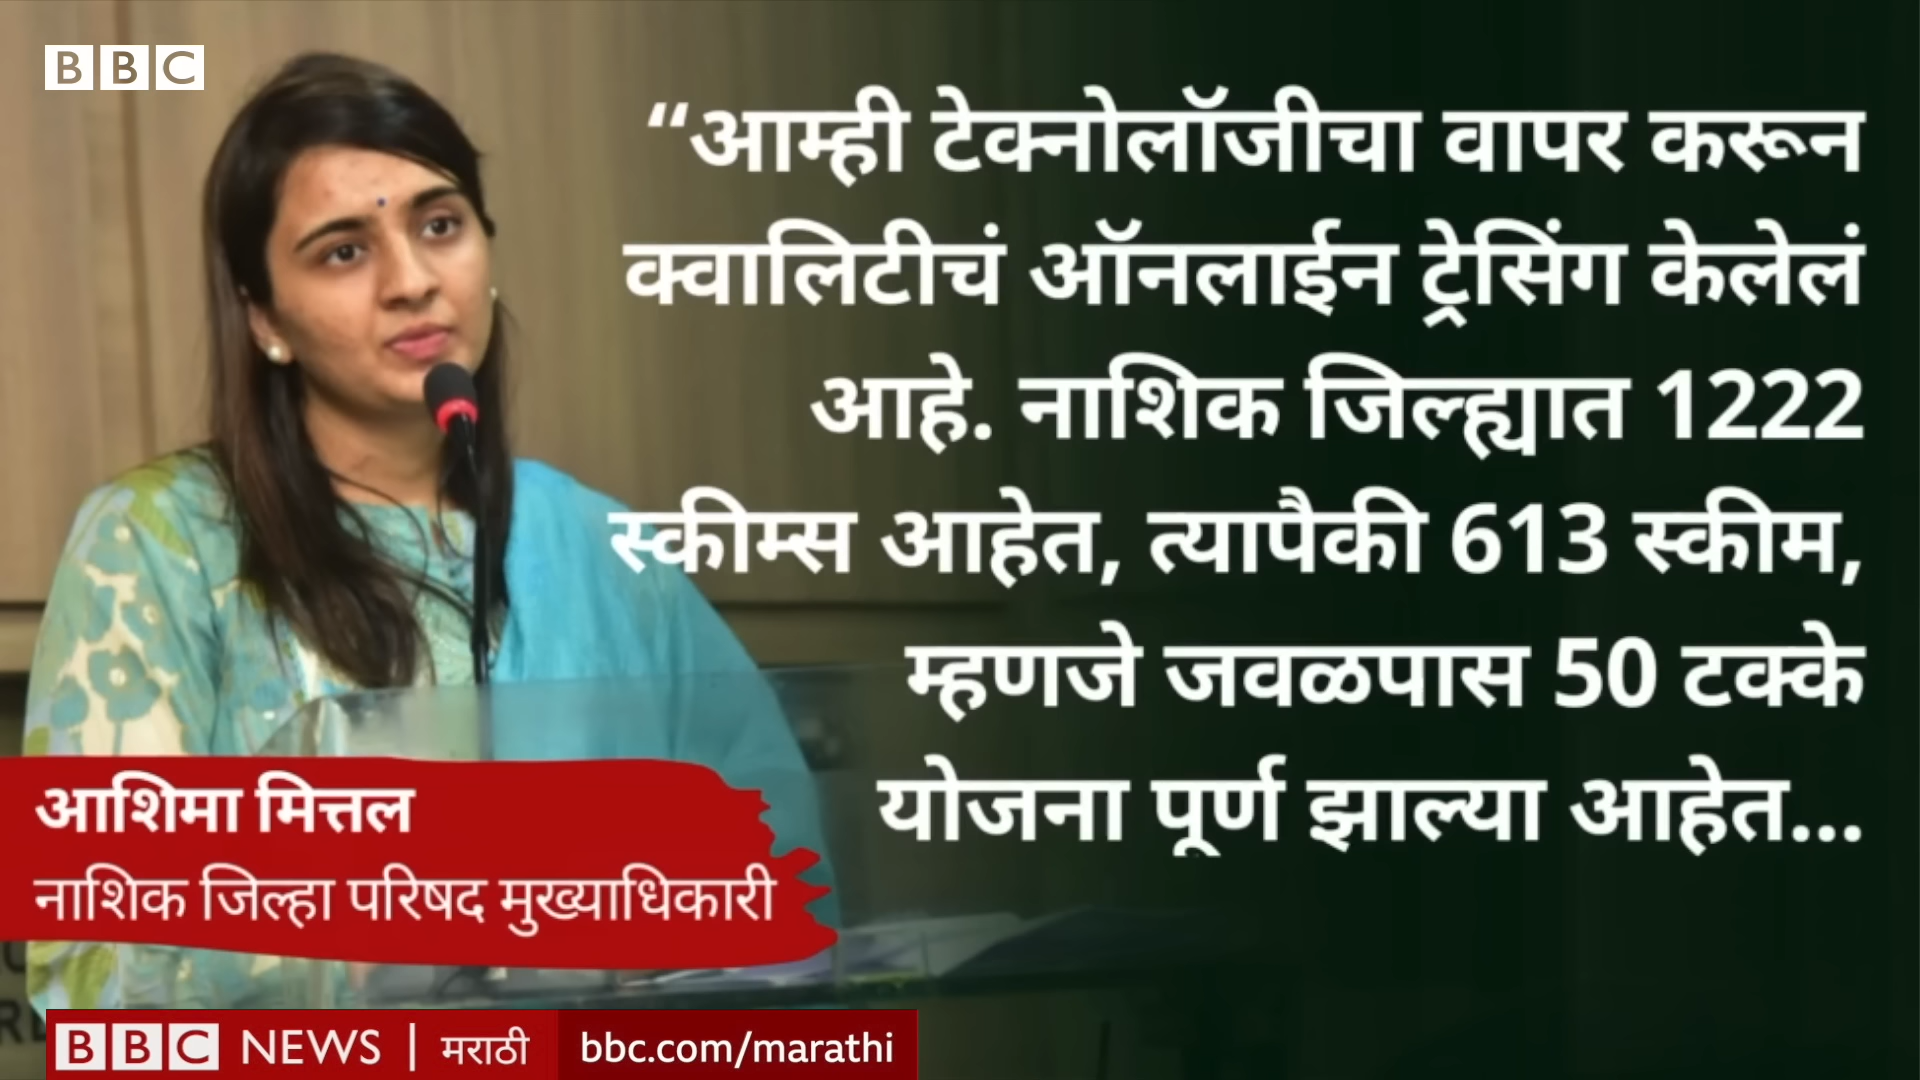 BBC
“आम्ही टेक्नोलॉजीचा वापर करून
क्वालिटीचं ऑनलाईन ट्रेसिंग केलेलं
आहे. नाशिक जिल्ह्यात 1222
स्कीम्स आहेत, त्यापैकी 613 स्कीम,
म्हणजे जवळपास 50 टक्के
योजना पूर्ण झाल्या आहेत...
आशिमा मित्तल
नाशिक जिल्हा परिषद मुख्याधिकारी
BBC NEWS | मराठी bbc.com/marathi